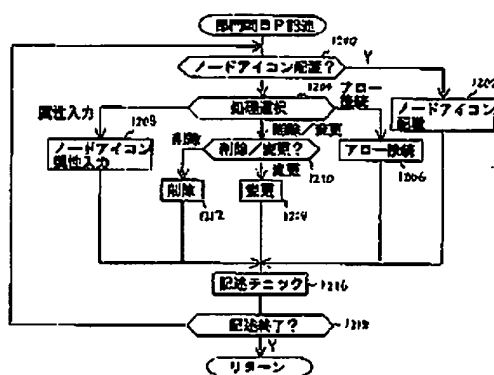 部門間BP記述
1200
ノードアイコン配置?
Y
1204
アロー
接続
1202
処理選択
ノードアイコン
配置
属性入力
1208
削除/変更
ノードアイコン
属性入力
削除
削除/変更?
1210
アロー接続
1206
変更
削除
1212
変更
1214
記述チェック
1216
記述終了?
1218
Y
リターン